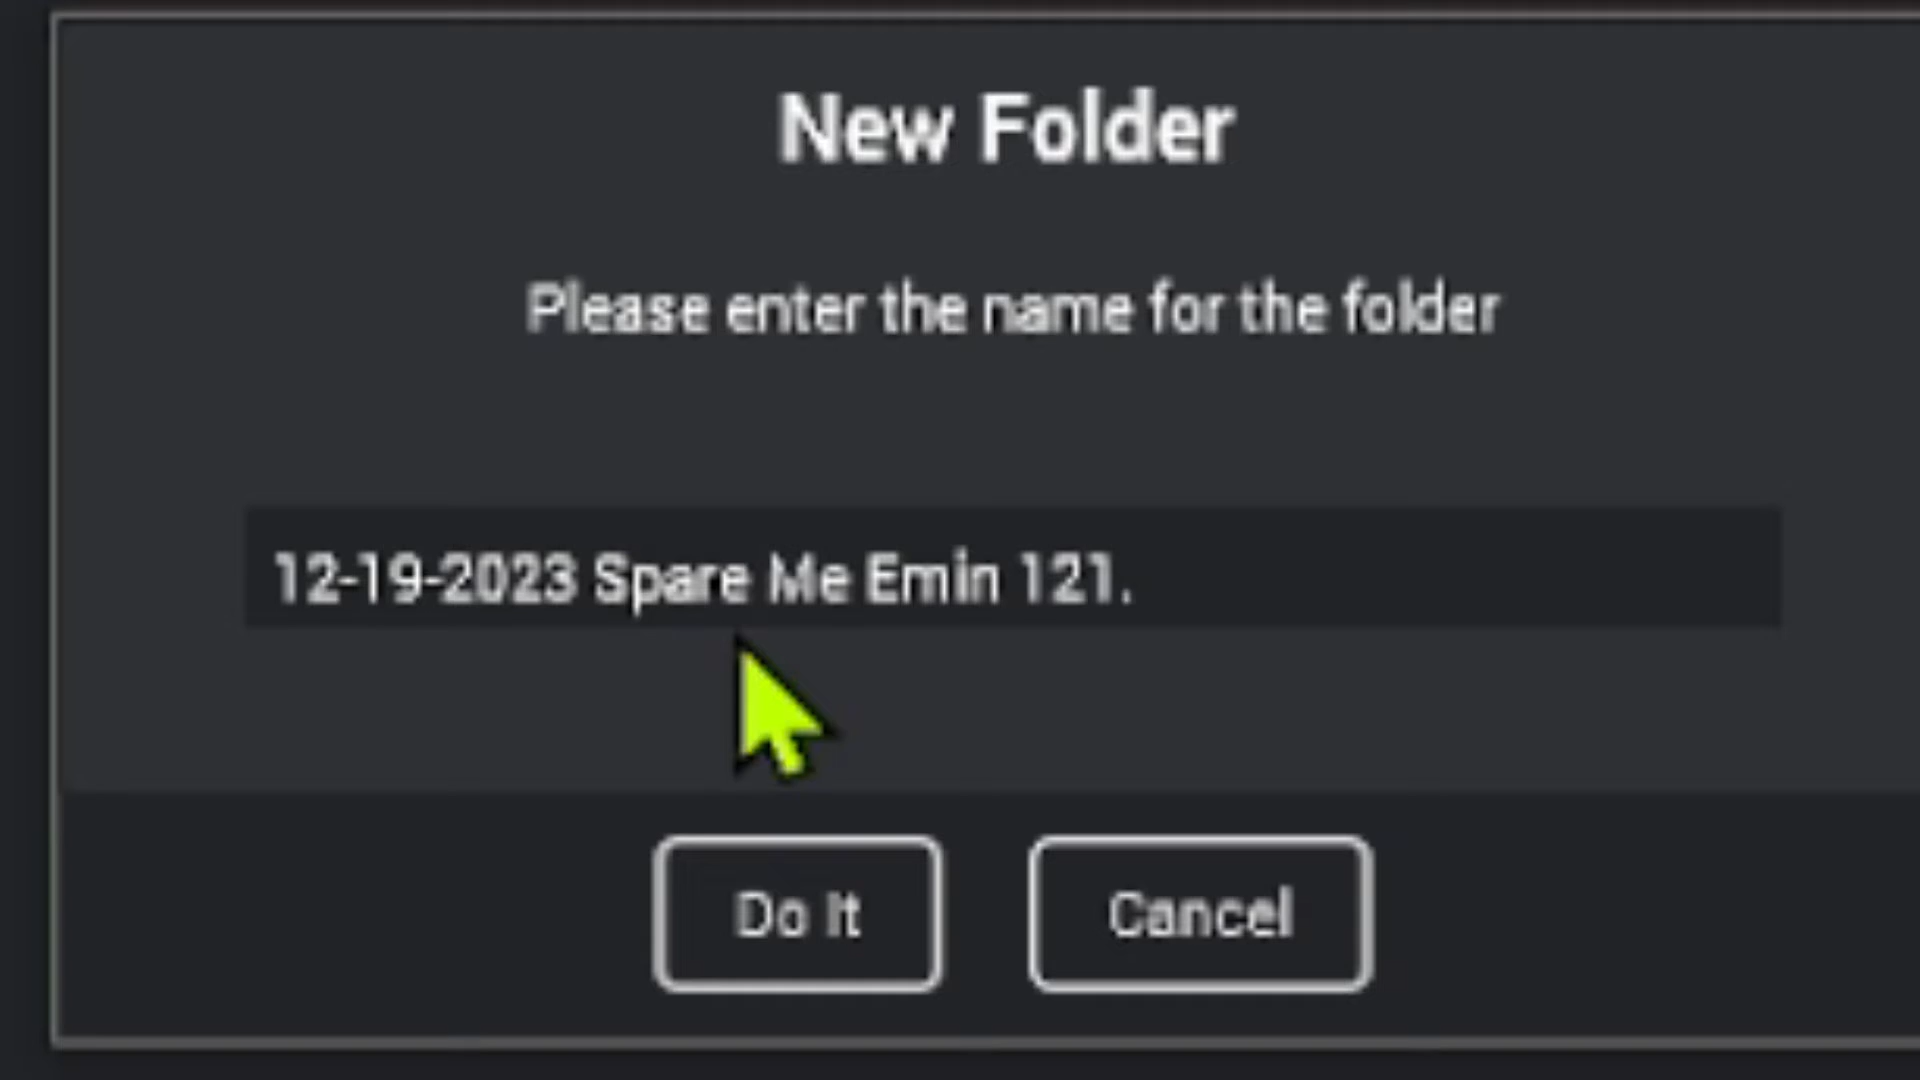 New Folder
Please enter the name for the folder
12-19-2023 Spare Me Emin 121.
Do It
Cancel